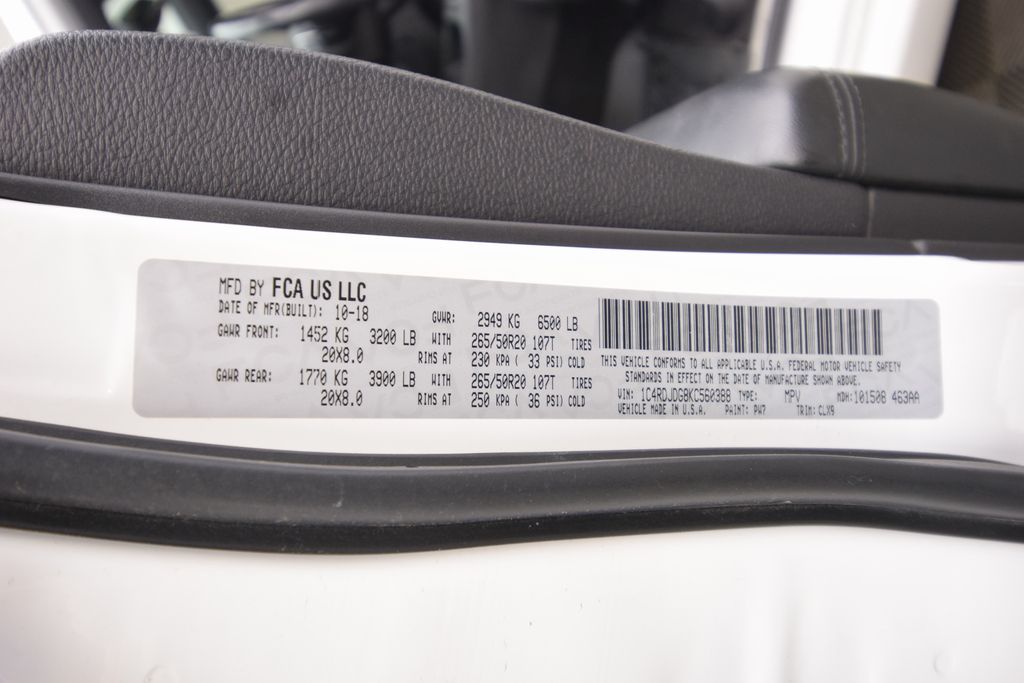 MFD BY FCA US LLC
DATE OF MFR(BUILT): 10-18 GVWR: 2949 KG 6500 LB
GAWR FRONT: 1452 KG 3200 LB WITH 265/50R20 107T TIRES
20X8.0 RIMS AT 230 KPA ( 33 PSI) COLD
GAWR REAR: 1770 KG 3900 LB WITH 265/50R20 107T TIRES
20X8.0 RIMS AT 250 KPA ( 36 PSI) COLD
THIS VEHICLE CONFORMS TO ALL APPLICABLE U.S.A. FEDERAL MOTOR VEHICLE SAFETY
STANDARDS IN EFFECT ON THE DATE OF MANUFACTURE SHOWN ABOVE.
VIN: 1C4RDJDG8KC560388 TYPE: MPV MDH: 101508 463AA
VEHICLE MADE IN U.S.A. PAINT: PW7 TRIM: CLX9